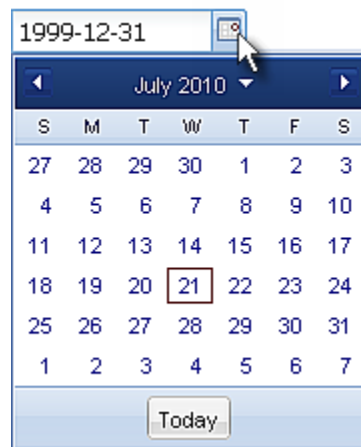 1999-12-31
July 2010
S M T W T F S
27 28 29 30 1 2 3
4 5 6 7 8 9 10
11 12 13 14 15 16 17
18 19 20 21 22 23 24
25 26 27 28 29 30 31
1 2 3 4 5 6 7
Today